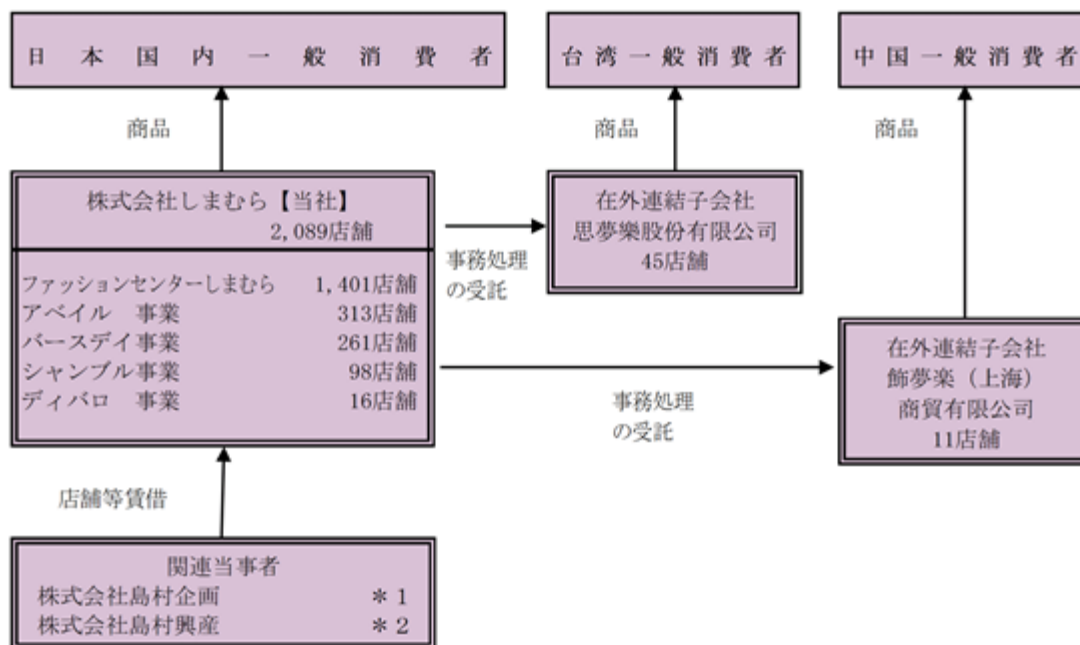 日本国内一般消費者
台湾一般消費者
中国一般消費者
商品
商品
商品
株式会社しまむら【当社】
2,089店舗
ファッションセンターしまむら 1,401店舗
アベイル 事業 313店舗
バースデイ事業 261店舗
シャンブル事業 98店舗
ディバロ 事業 16店舗
事務処理
の受託
在外連結子会社
思夢樂股份有限公司
45店舗
事務処理
の受託
在外連結子会社
飾夢楽（上海）
商貿有限公司
11店舗
店舗等賃借
関連当事者
株式会社島村企画 ＊1
株式会社島村興産 ＊2